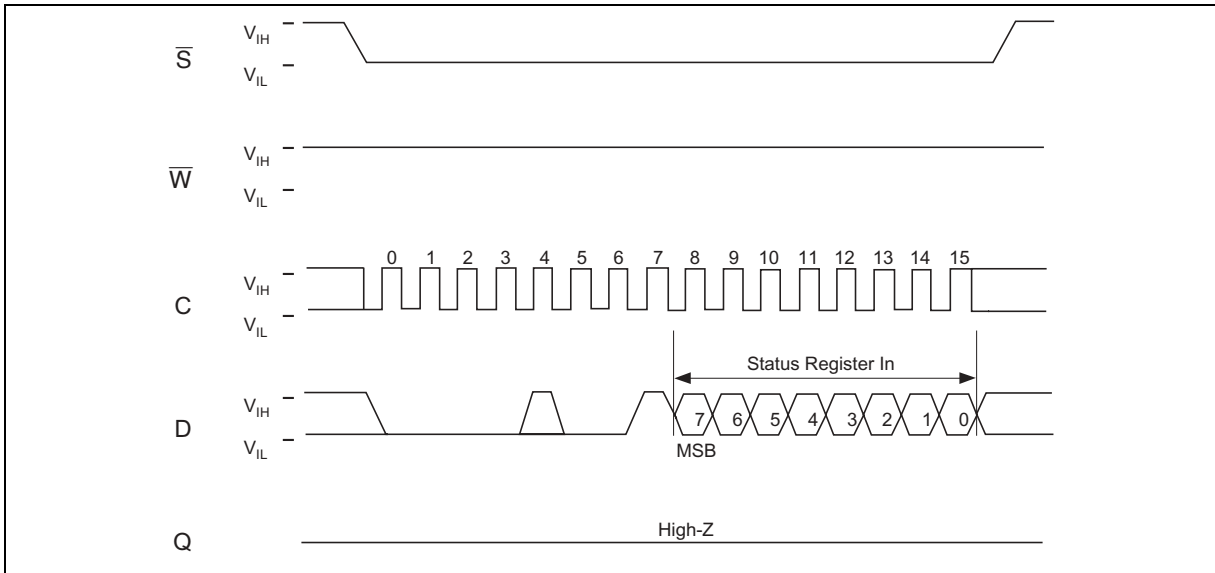 S̅
V_IH
V_IL
W̅
V_IH
V_IL
C
V_IH
V_IL
0 1 2 3 4 5 6 7 8 9 10 11 12 13 14 15
Status Register In
D
V_IH
V_IL
7 6 5 4 3 2 1 0
MSB
Q
High-Z